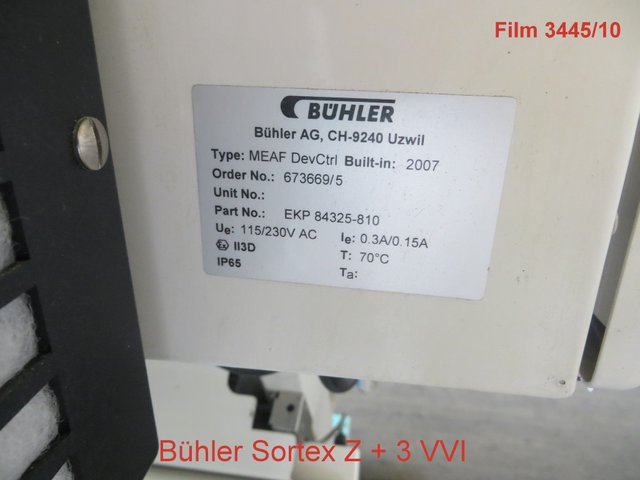 Film 3445/10
BÜHLER
Bühler AG, CH-9240 Uzwil
Type: MEAF DevCtrl Built-in: 2007
Order No.: 673669/5
Unit No.:
Part No.: EKP 84325-810
Ue: 115/230V AC Ie: 0.3A/0.15A
Ex II3D T: 70°C
IP65 Ta:
Bühler Sortex Z + 3 VVI